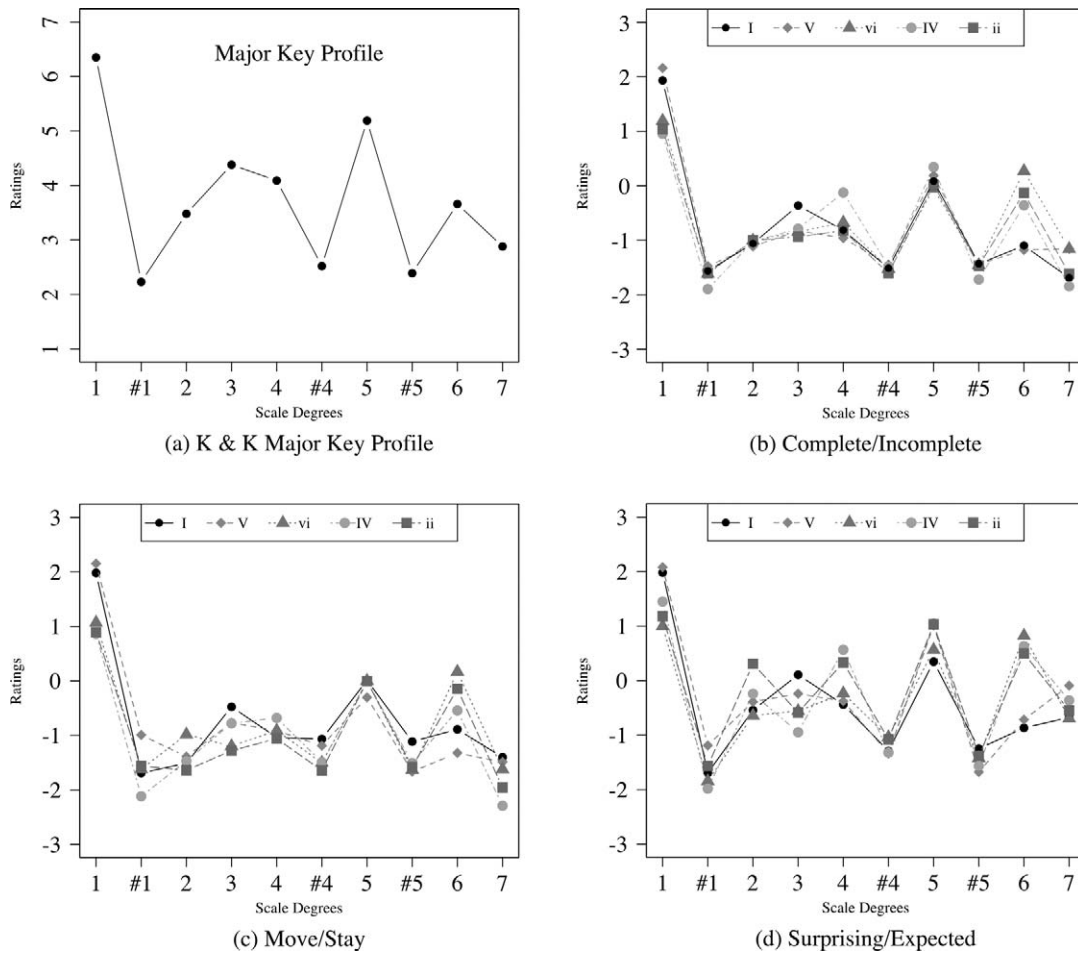 Major Key Profile
Ratings
7
6
5
4
3
2
1
1 #1 2 3 4 #4 5 #5 6 7
Scale Degrees
(a) K & K Major Key Profile
I V vi IV ii
Ratings
3
2
1
0
-1
-2
-3
1 #1 2 3 4 #4 5 #5 6 7
Scale Degrees
(b) Complete/Incomplete
I V vi IV ii
Ratings
3
2
1
0
-1
-2
-3
1 #1 2 3 4 #4 5 #5 6 7
Scale Degrees
(c) Move/Stay
I V vi IV ii
Ratings
3
2
1
0
-1
-2
-3
1 #1 2 3 4 #4 5 #5 6 7
Scale Degrees
(d) Surprising/Expected